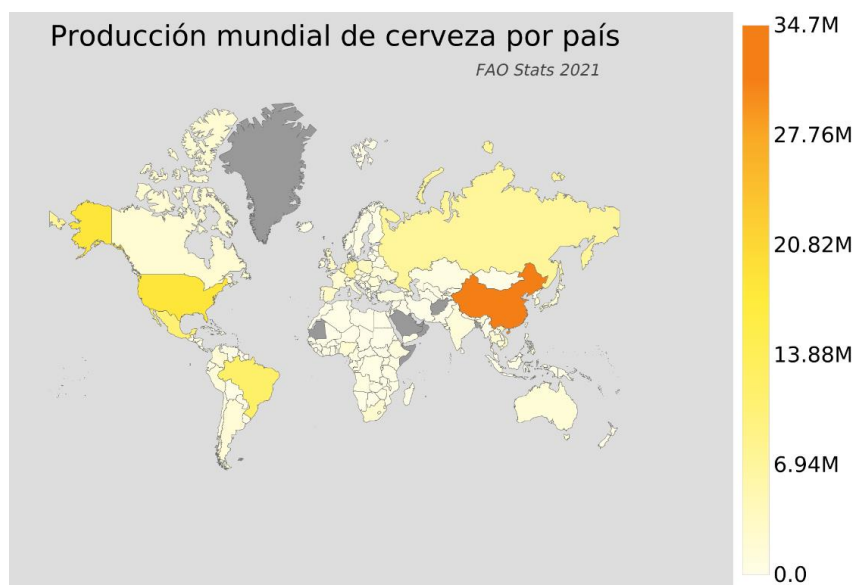 Producción mundial de cerveza por país
FAO Stats 2021
34.7M
27.76M
20.82M
13.88M
6.94M
0.0